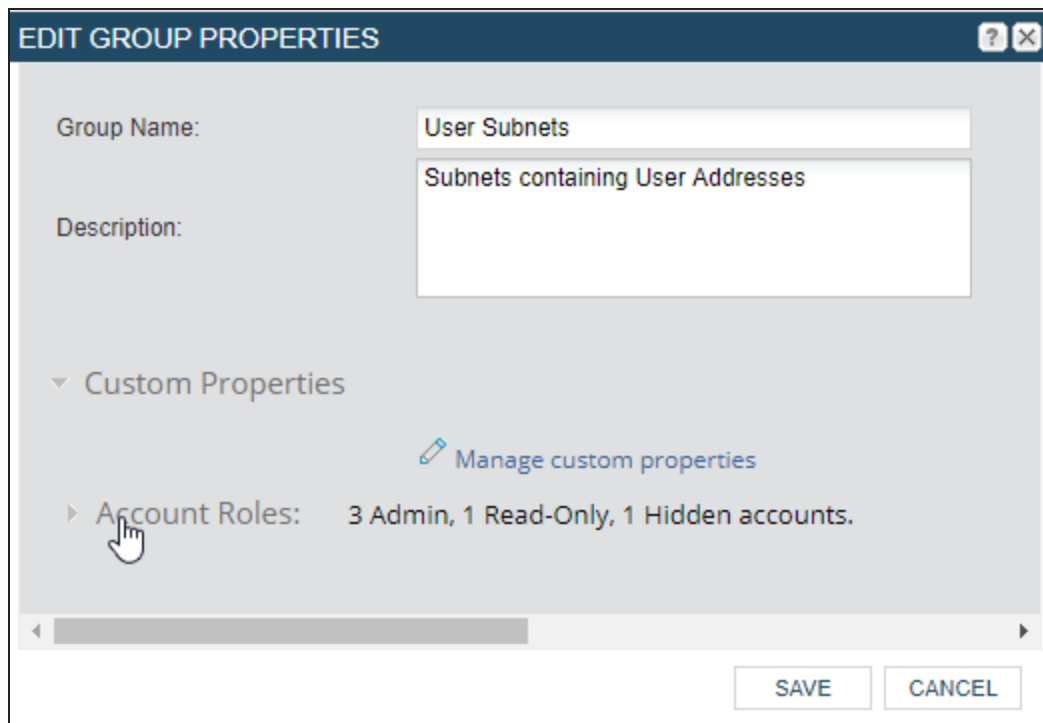 EDIT GROUP PROPERTIES ?
Group Name: User Subnets
Description: Subnets containing User Addresses
Custom Properties
Manage custom properties
Account Roles: 3 Admin, 1 Read-Only, 1 Hidden accounts.
SAVE CANCEL